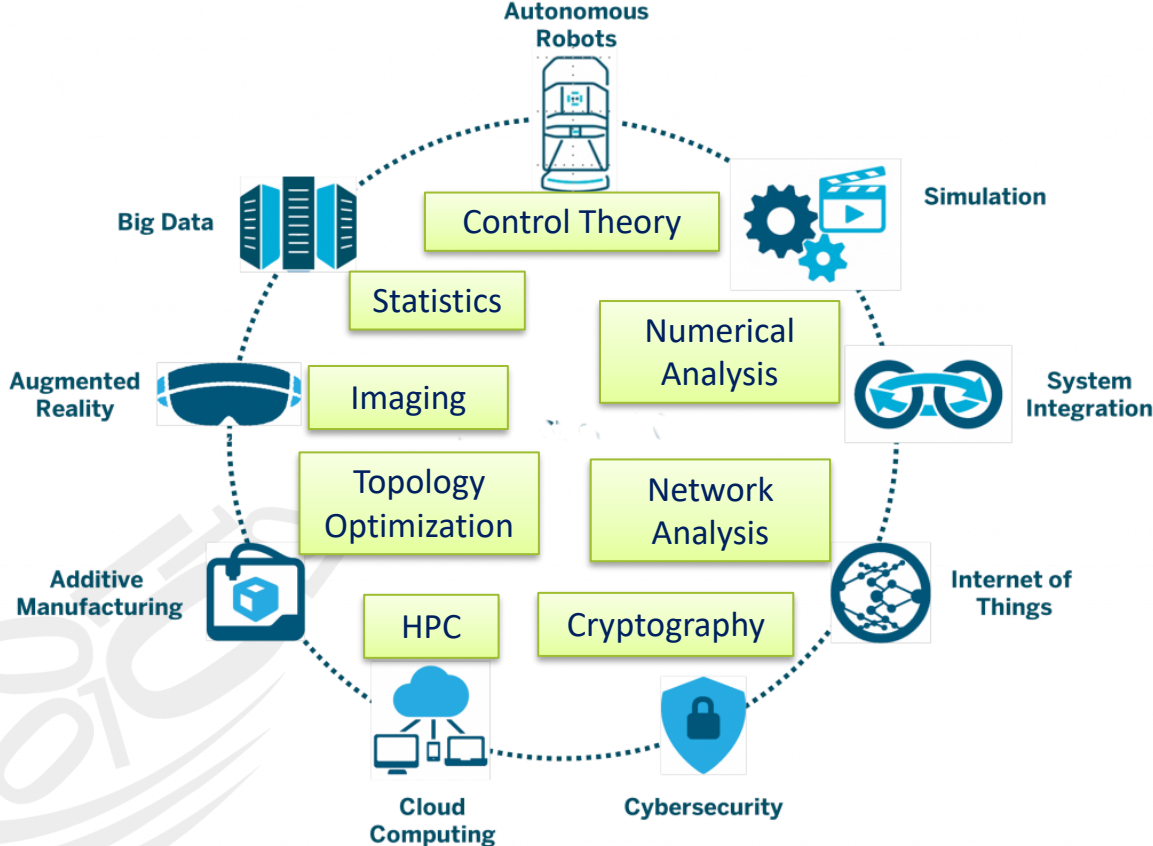 Autonomous
Robots
Simulation
Big Data
Control Theory
Statistics
Numerical
Analysis
Augmented
Reality
Imaging
System
Integration
Topology
Optimization
Network
Analysis
Additive
Manufacturing
Internet of
Things
HPC
Cryptography
Cloud
Computing
Cybersecurity